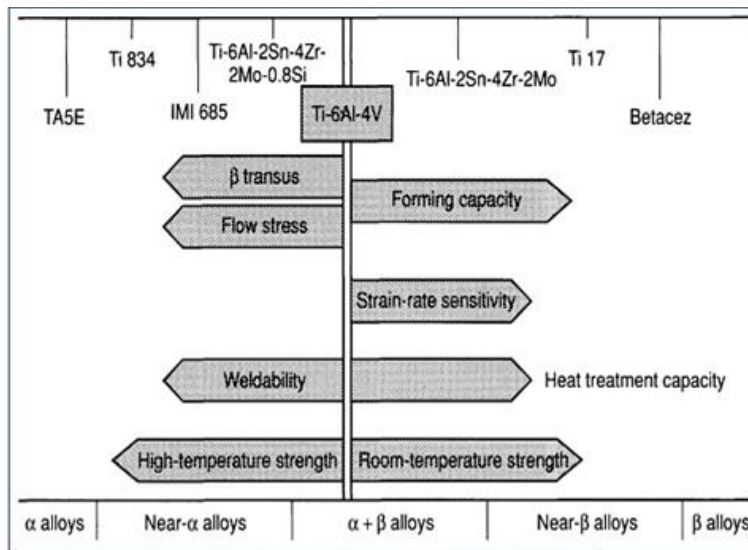 Ti 834
Ti-6Al-2Sn-4Zr-
2Mo-0.8Si
Ti-6Al-2Sn-4Zr-2Mo
Ti 17
TA5E
IMI 685
Ti-6Al-4V
Betacez
β transus
Forming capacity
Flow stress
Strain-rate sensitivity
Weldability
Heat treatment capacity
High-temperature strength
Room-temperature strength
α alloys
Near-α alloys
α + β alloys
Near-β alloys
β alloys